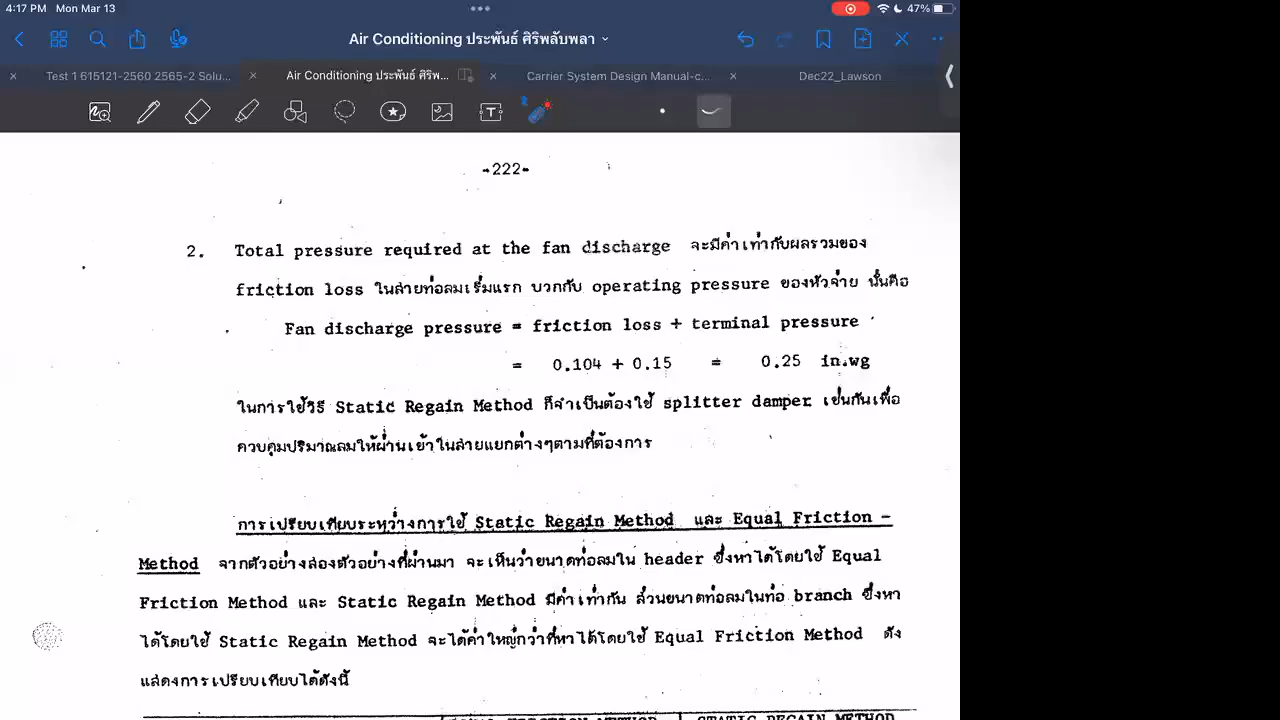 4:17 PM Mon Mar 13
47%
Air Conditioning ประพันธ์ ศิริพลับพลา
Test 1 615121-2560 2565-2 Solu...
Air Conditioning ประพันธ์ ศิริพ...
Carrier System Design Manual-c...
Dec22_Lawson
-222-
2. Total pressure required at the fan discharge จะมีค่าเท่ากับผลรวมของ
friction loss ในสายท่อลมเริ่มแรก บวกกับ operating pressure ของหัวจ่าย นั่นคือ
Fan discharge pressure = friction loss + terminal pressure
= 0.104 + 0.15 = 0.25 in.wg
ในการใช้วิธี Static Regain Method ก็จำเป็นต้องใช้ splitter damper เช่นกันเพื่อ
ควบคุมปริมาณลมให้ผ่านเข้าในสายแยกต่างๆตามที่ต้องการ
การเปรียบเทียบระหว่างการใช้ Static Regain Method และ Equal Friction -
Method จากตัวอย่างสองตัวอย่างที่ผ่านมา จะเห็นว่าขนาดท่อลมใน header ซึ่งหาได้โดยใช้ Equal
Friction Method และ Static Regain Method มีค่าเท่ากัน ส่วนขนาดท่อลมในท่อ branch ซึ่งหา
ได้โดยใช้ Static Regain Method จะได้ค่าใหญ่กว่าที่หาได้โดยใช้ Equal Friction Method ดัง
แสดงการเปรียบเทียบได้ดังนี้
EQUAL FRICTION METHOD STATIC REGAIN METHOD